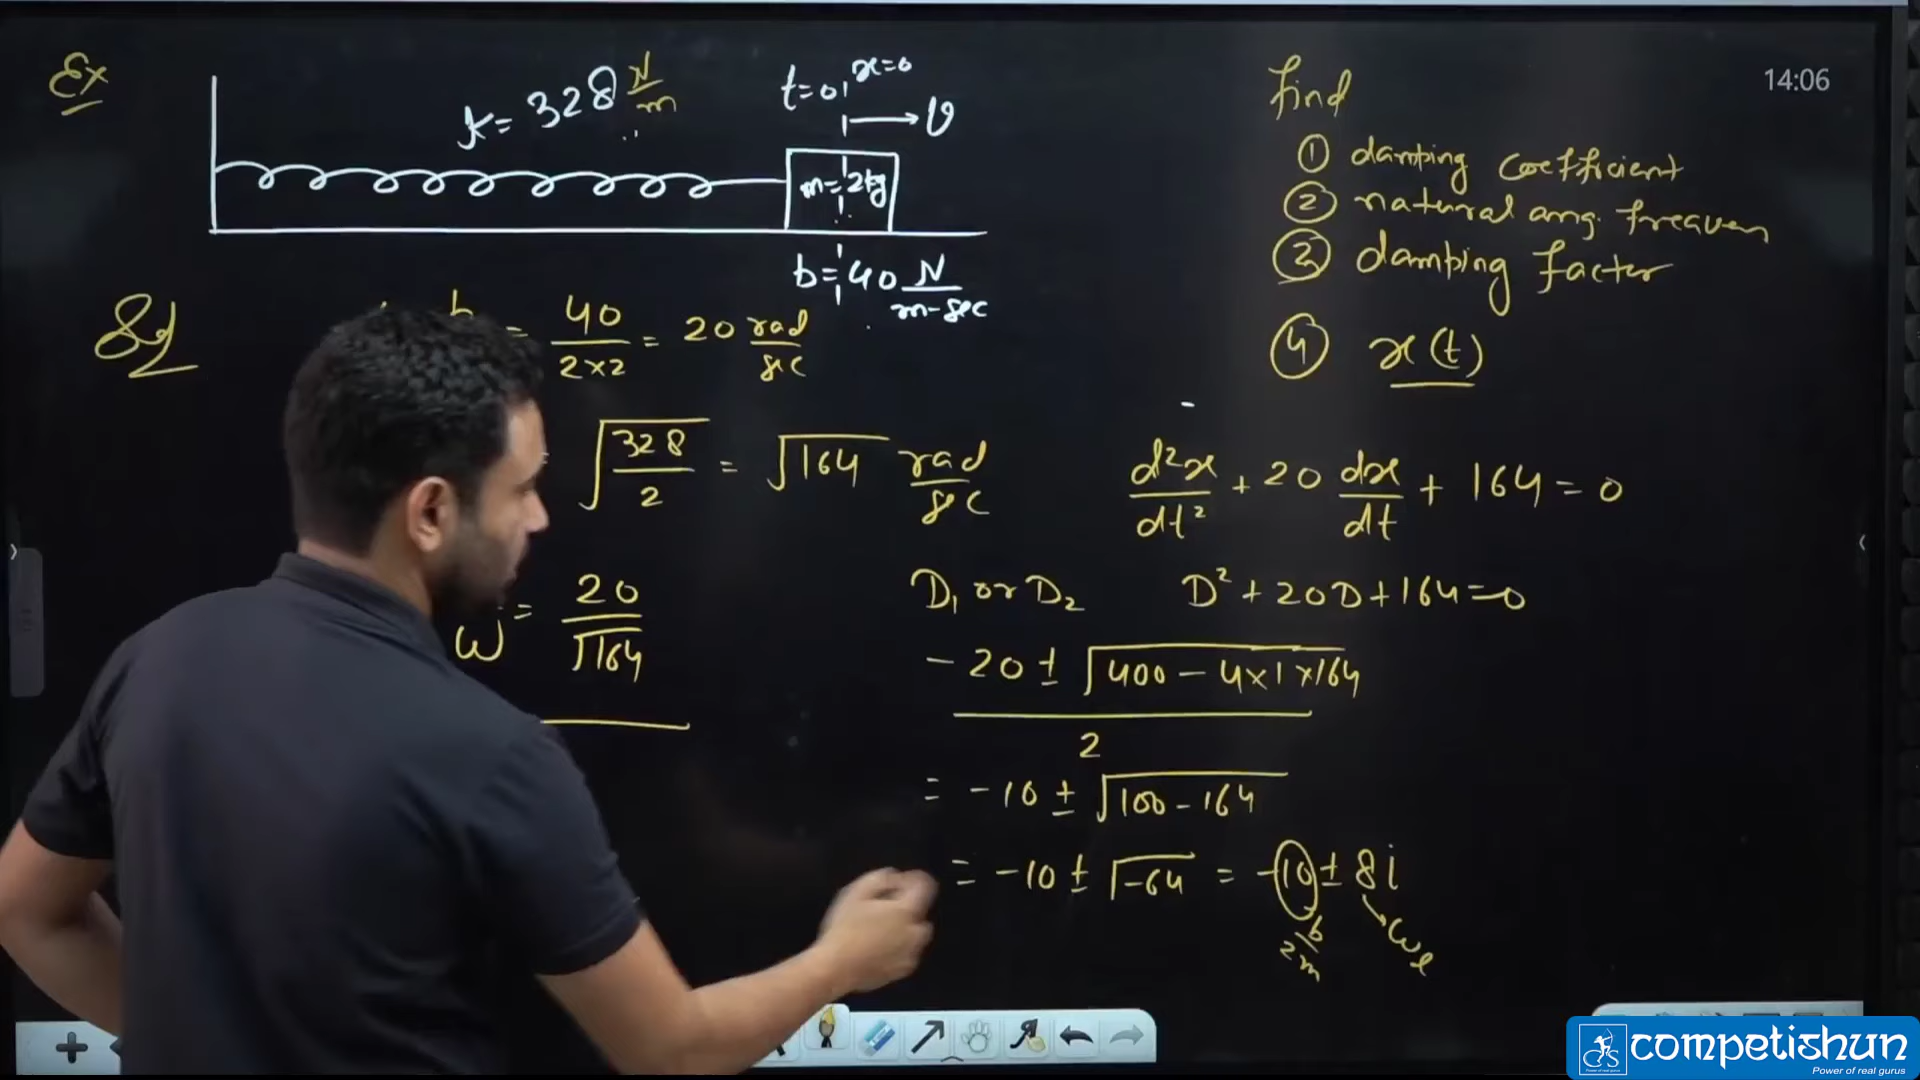 Ex
K = 328 N/m
t=0 x=0
v
m=2kg
b=40 N/m-sec
Sol
= 40/2×2 = 20 rad/sec
√328/2 = √164 rad/sec
ω = 20/√164
find
① damping coefficient
② natural ang. frequen
③ damping factor
④ x(t)
14:06
d²x/dt² + 20 dx/dt + 164 = 0
D₁ or D₂ D² + 20D + 164 = 0
-20 ± √400 - 4×1×164
2
= -10 ± √100 - 164
= -10 ± √-64 = -10 ± 8i
b/2m
competishun
Power of real gurus